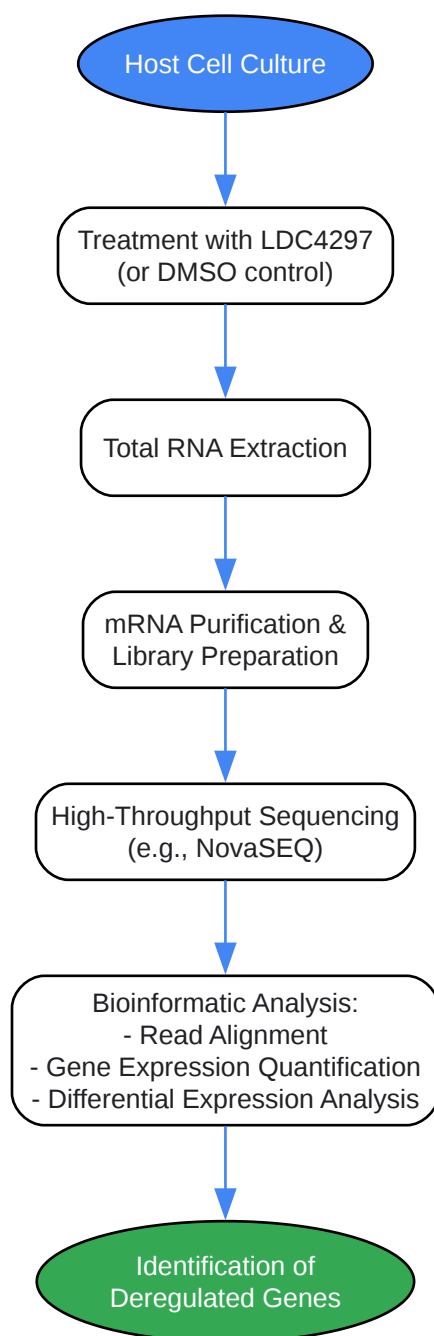 Host Cell Culture
Treatment with LDC4297
(or DMSO control)
Total RNA Extraction
mRNA Purification &
Library Preparation
High-Throughput Sequencing
(e.g., NovaSEQ)
Bioinformatic Analysis:
- Read Alignment
- Gene Expression Quantification
- Differential Expression Analysis
Identification of
Deregulated Genes